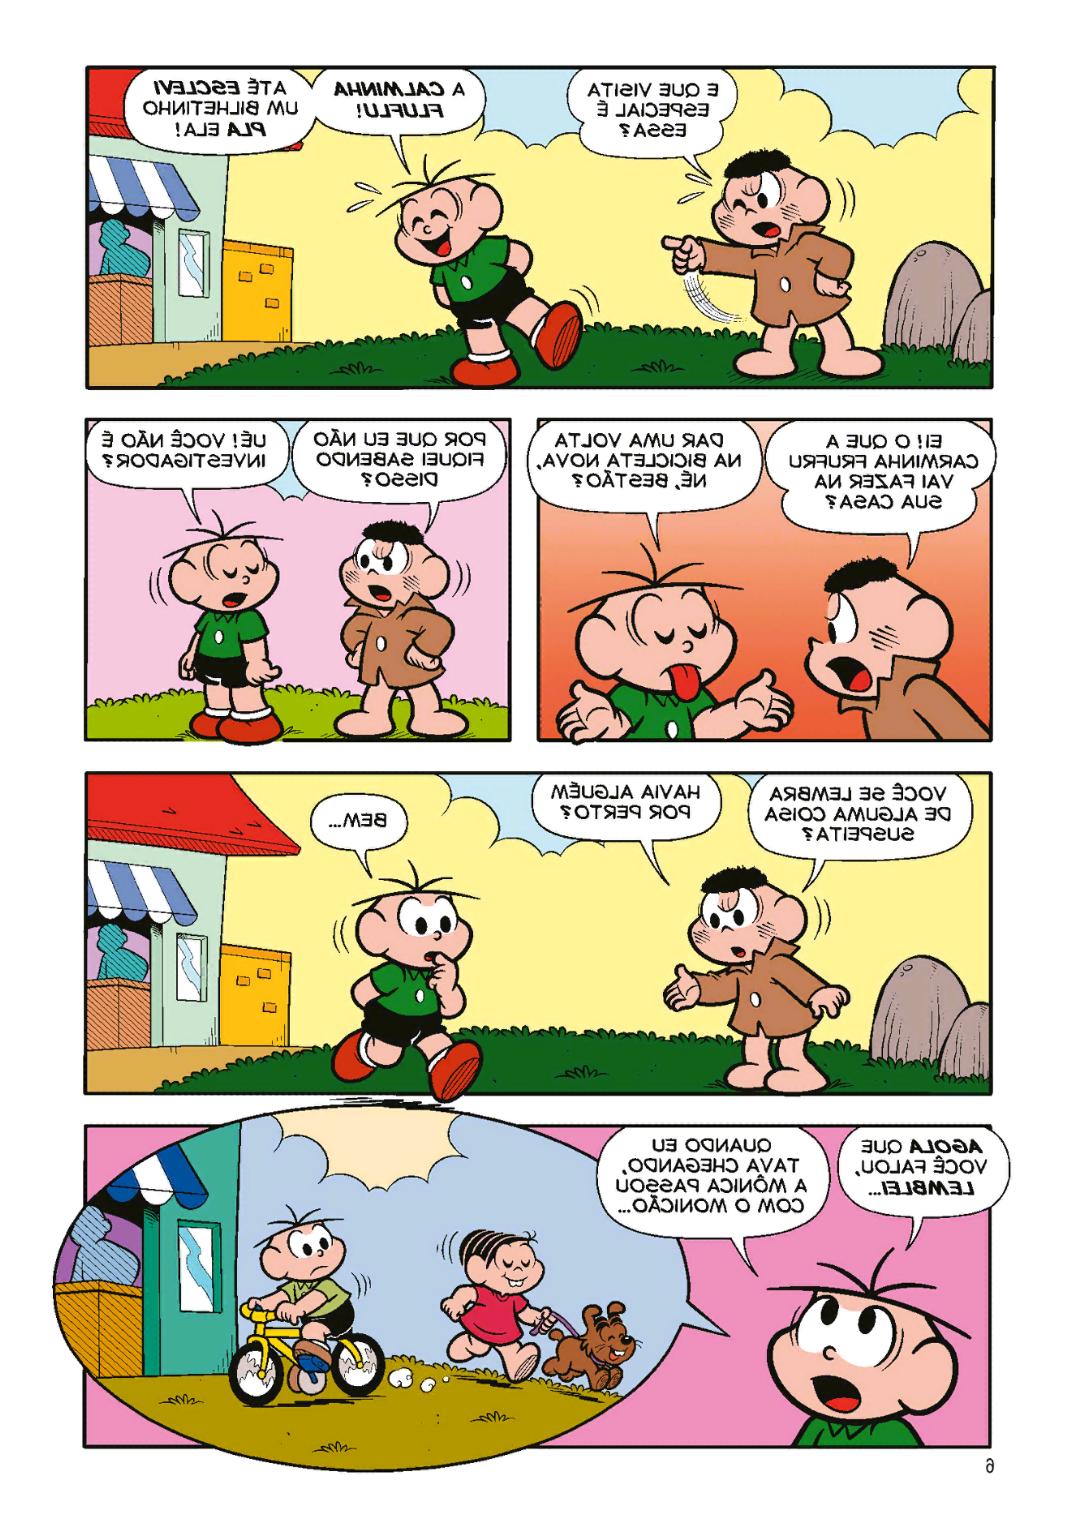 E QUE VISITA
ESPECIAL É
ESSA?
A CALMINHA
FLUFLU!
ATÉ ESCLEVI
UM BILHETINHO
PLA ELA!
EI! O QUE A
CARMINHA FRUFRU
VAI FAZER NA
SUA CASA?
DAR UMA VOLTA
NA BICICLETA NOVA,
NÉ, BESTÃO?
POR QUE EU NÃO
FIQUEI SABENDO
DISSO?
UÉ! VOCÊ NÃO É
INVESTIGADOR?
VOCÊ SE LEMBRA
DE ALGUMA COISA
SUSPEITA?
HAVIA ALGUÉM
POR PERTO?
BEM...
AGOLA QUE
VOCÊ FALOU,
LEMBLEI...
QUANDO EU
TAVA CHEGANDO,
A MÔNICA PASSOU
COM O MONICÃO...
6